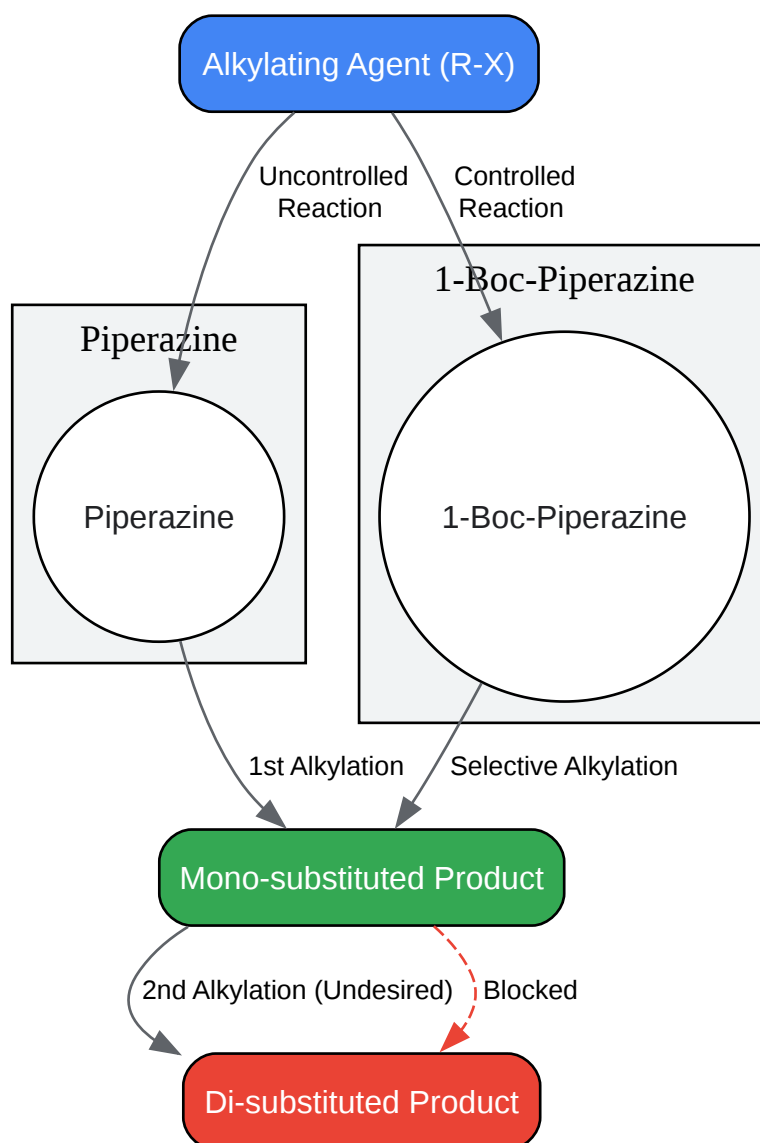 Alkylating Agent (R-X)
Uncontrolled
Reaction
Controlled
Reaction
Piperazine
1-Boc-Piperazine
Piperazine
1-Boc-Piperazine
1st Alkylation
Selective Alkylation
Mono-substituted Product
2nd Alkylation (Undesired)
Blocked
Di-substituted Product